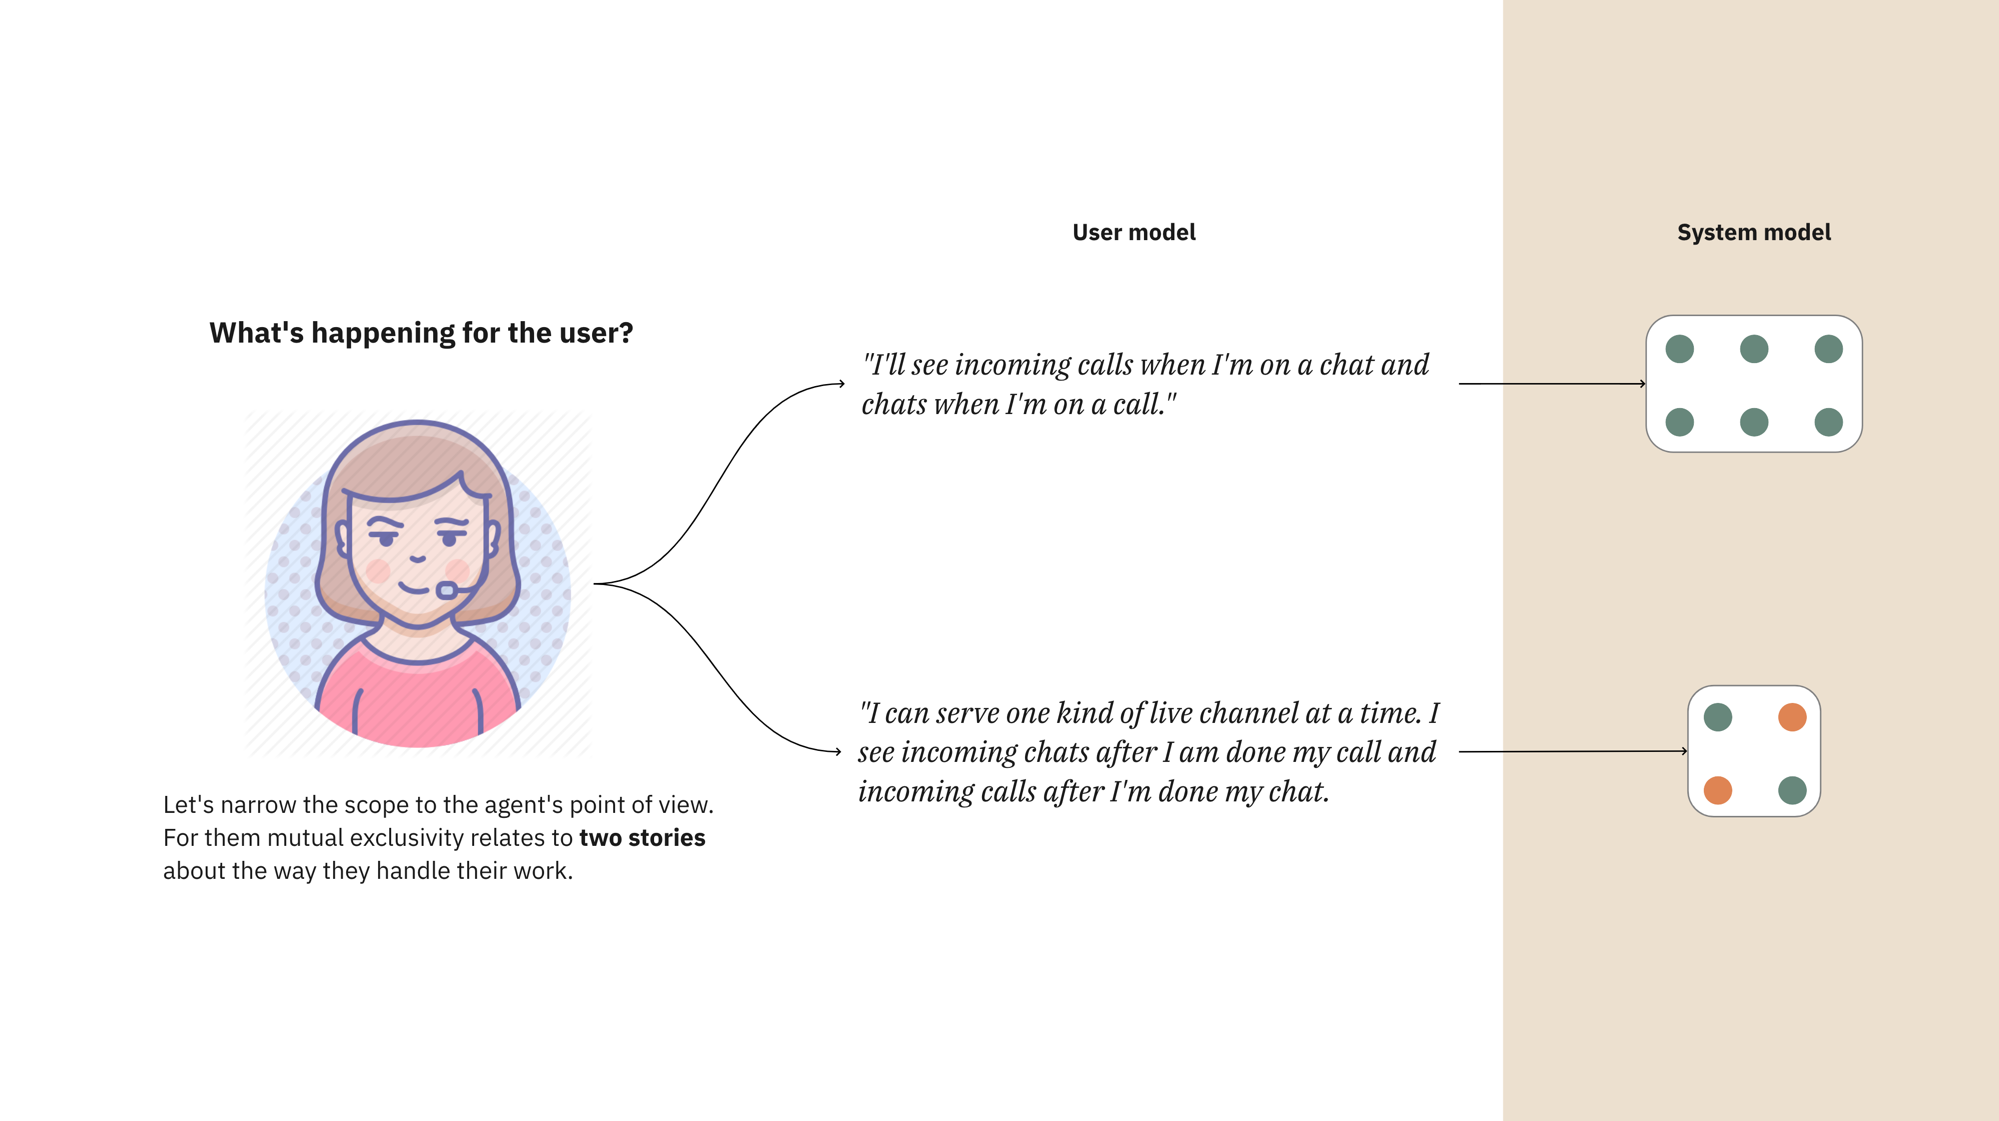 User model
System model
What's happening for the user?
"I'll see incoming calls when I'm on a chat and
chats when I'm on a call."
"I can serve one kind of live channel at a time. I
see incoming chats after I am done my call and
incoming calls after I'm done my chat.
Let's narrow the scope to the agent's point of view.
For them mutual exclusivity relates to two stories
about the way they handle their work.